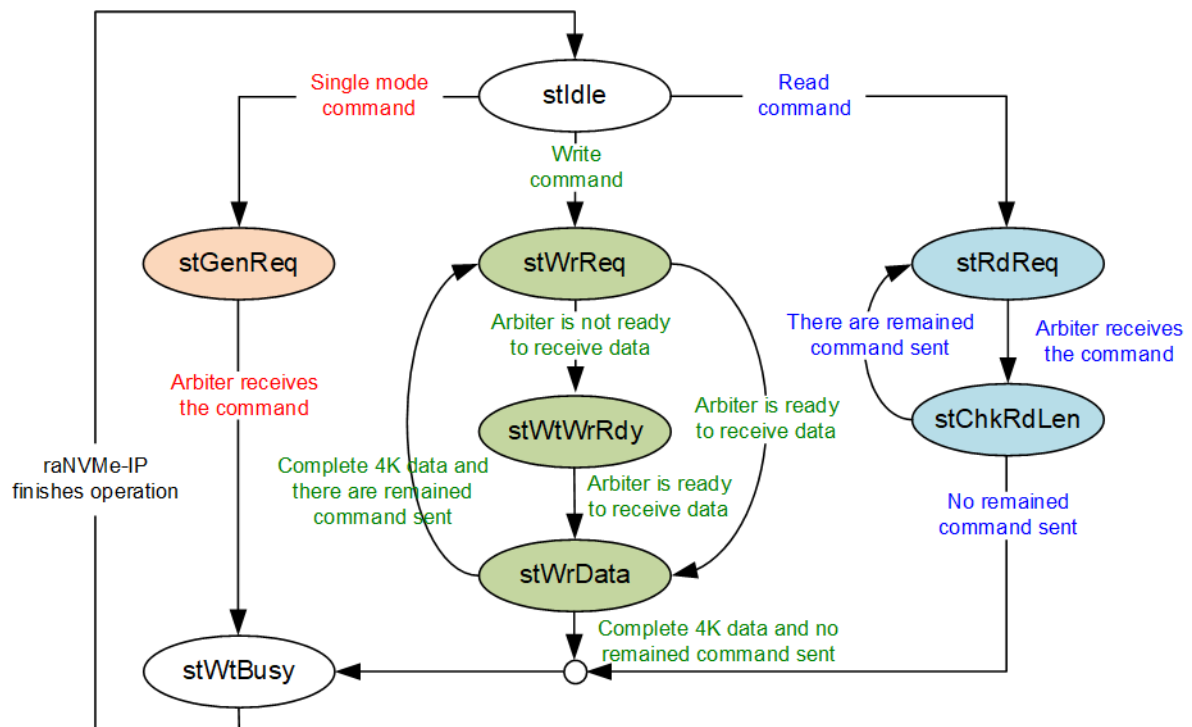 stIdle
Single mode
command
Read
command
Write
command
stGenReq
stWrReq
stRdReq
Arbiter is not ready
to receive data
There are remained
command sent
Arbiter receives
the command
Arbiter receives
the command
stWtWrRdy
Arbiter is ready
to receive data
stChkRdLen
raNVMe-IP
finishes operation
Complete 4K data and
there are remained
command sent
Arbiter is ready
to receive data
No remained
command sent
stWrData
Complete 4K data and no
remained command sent
stWtBusy